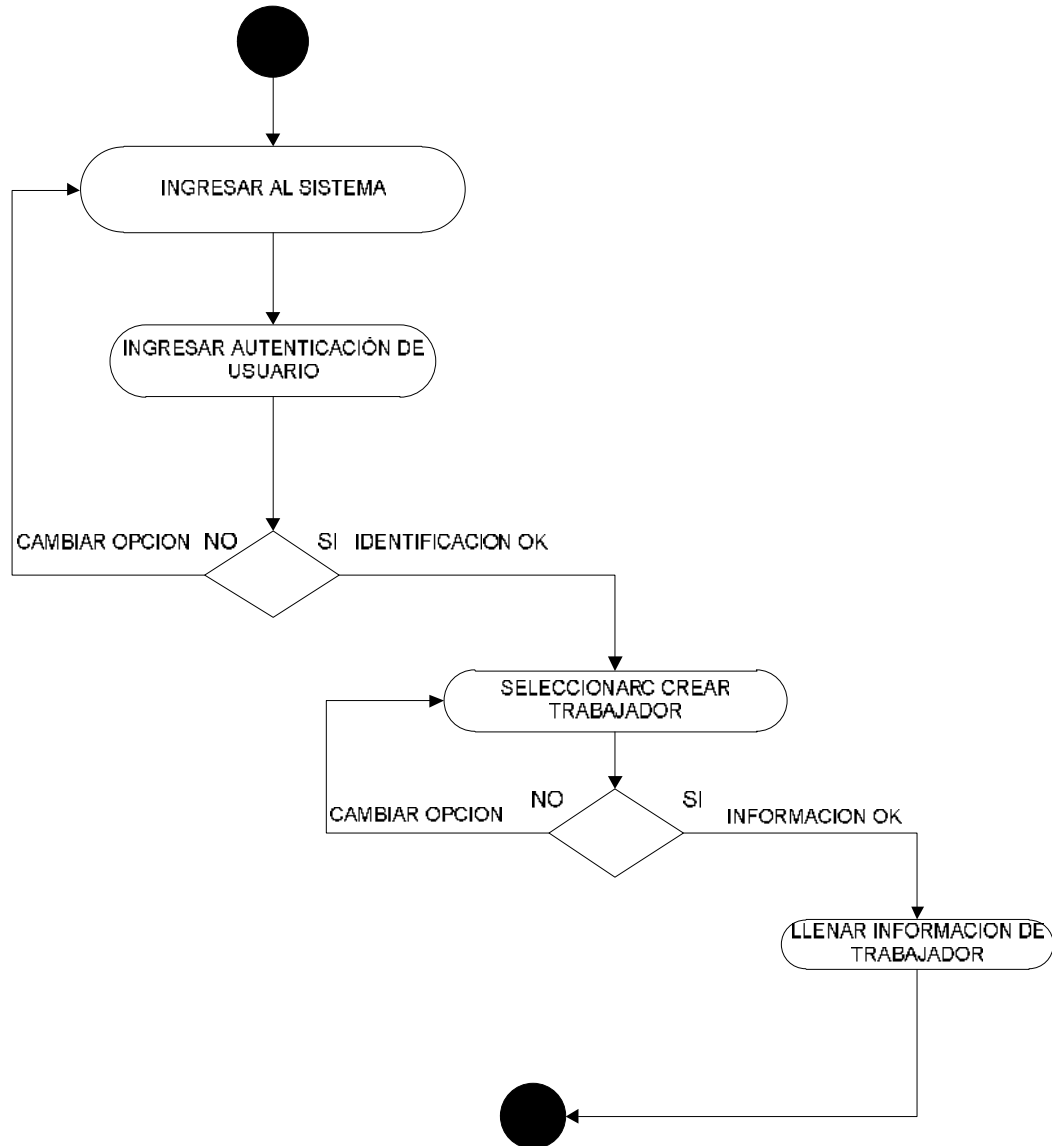 INGRESAR AL SISTEMA
INGRESAR AUTENTICACIÓN DE
USUARIO
CAMBIAR OPCION NO
SI IDENTIFICACION OK
SELECCIONARC CREAR
TRABAJADOR
NO
SI
CAMBIAR OPCION
INFORMACION OK
LLENAR INFORMACION DE
TRABAJADOR